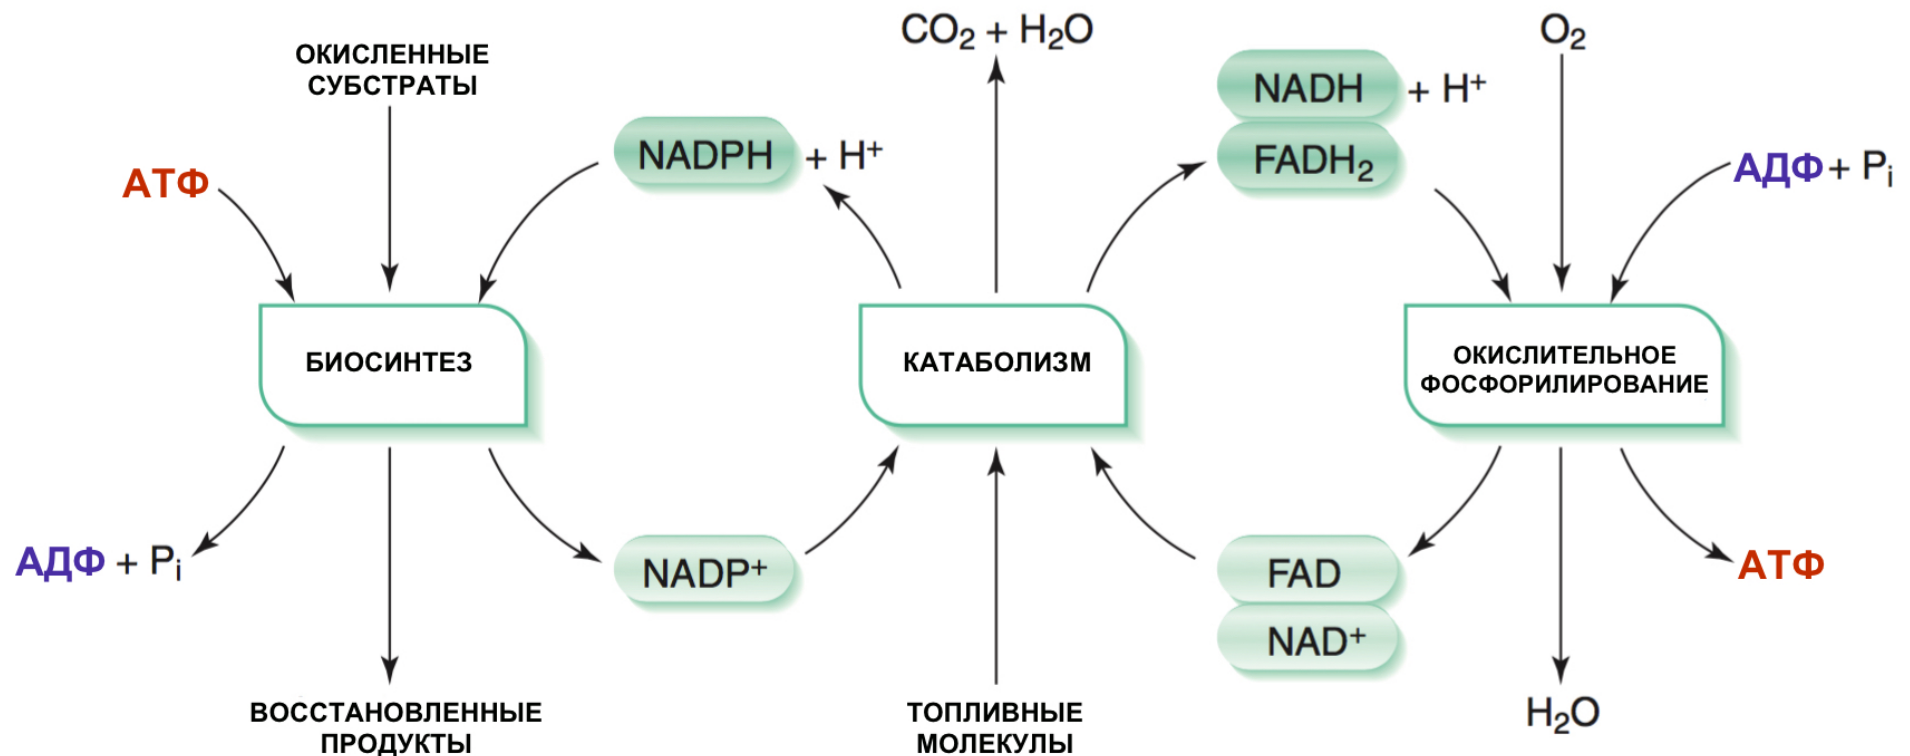 CO₂ + H₂O
O₂
ОКИСЛЕННЫЕ
СУБСТРАТЫ
NADH + H⁺
FADH₂
NADPH + H⁺
АТФ
АДФ + Pᵢ
БИОСИНТЕЗ
КАТАБОЛИЗМ
ОКИСЛИТЕЛЬНОЕ
ФОСФОРИЛИРОВАНИЕ
АДФ + Pᵢ
NADP⁺
FAD
NAD⁺
АТФ
ВОССТАНОВЛЕННЫЕ
ПРОДУКТЫ
ТОПЛИВНЫЕ
МОЛЕКУЛЫ
H₂O